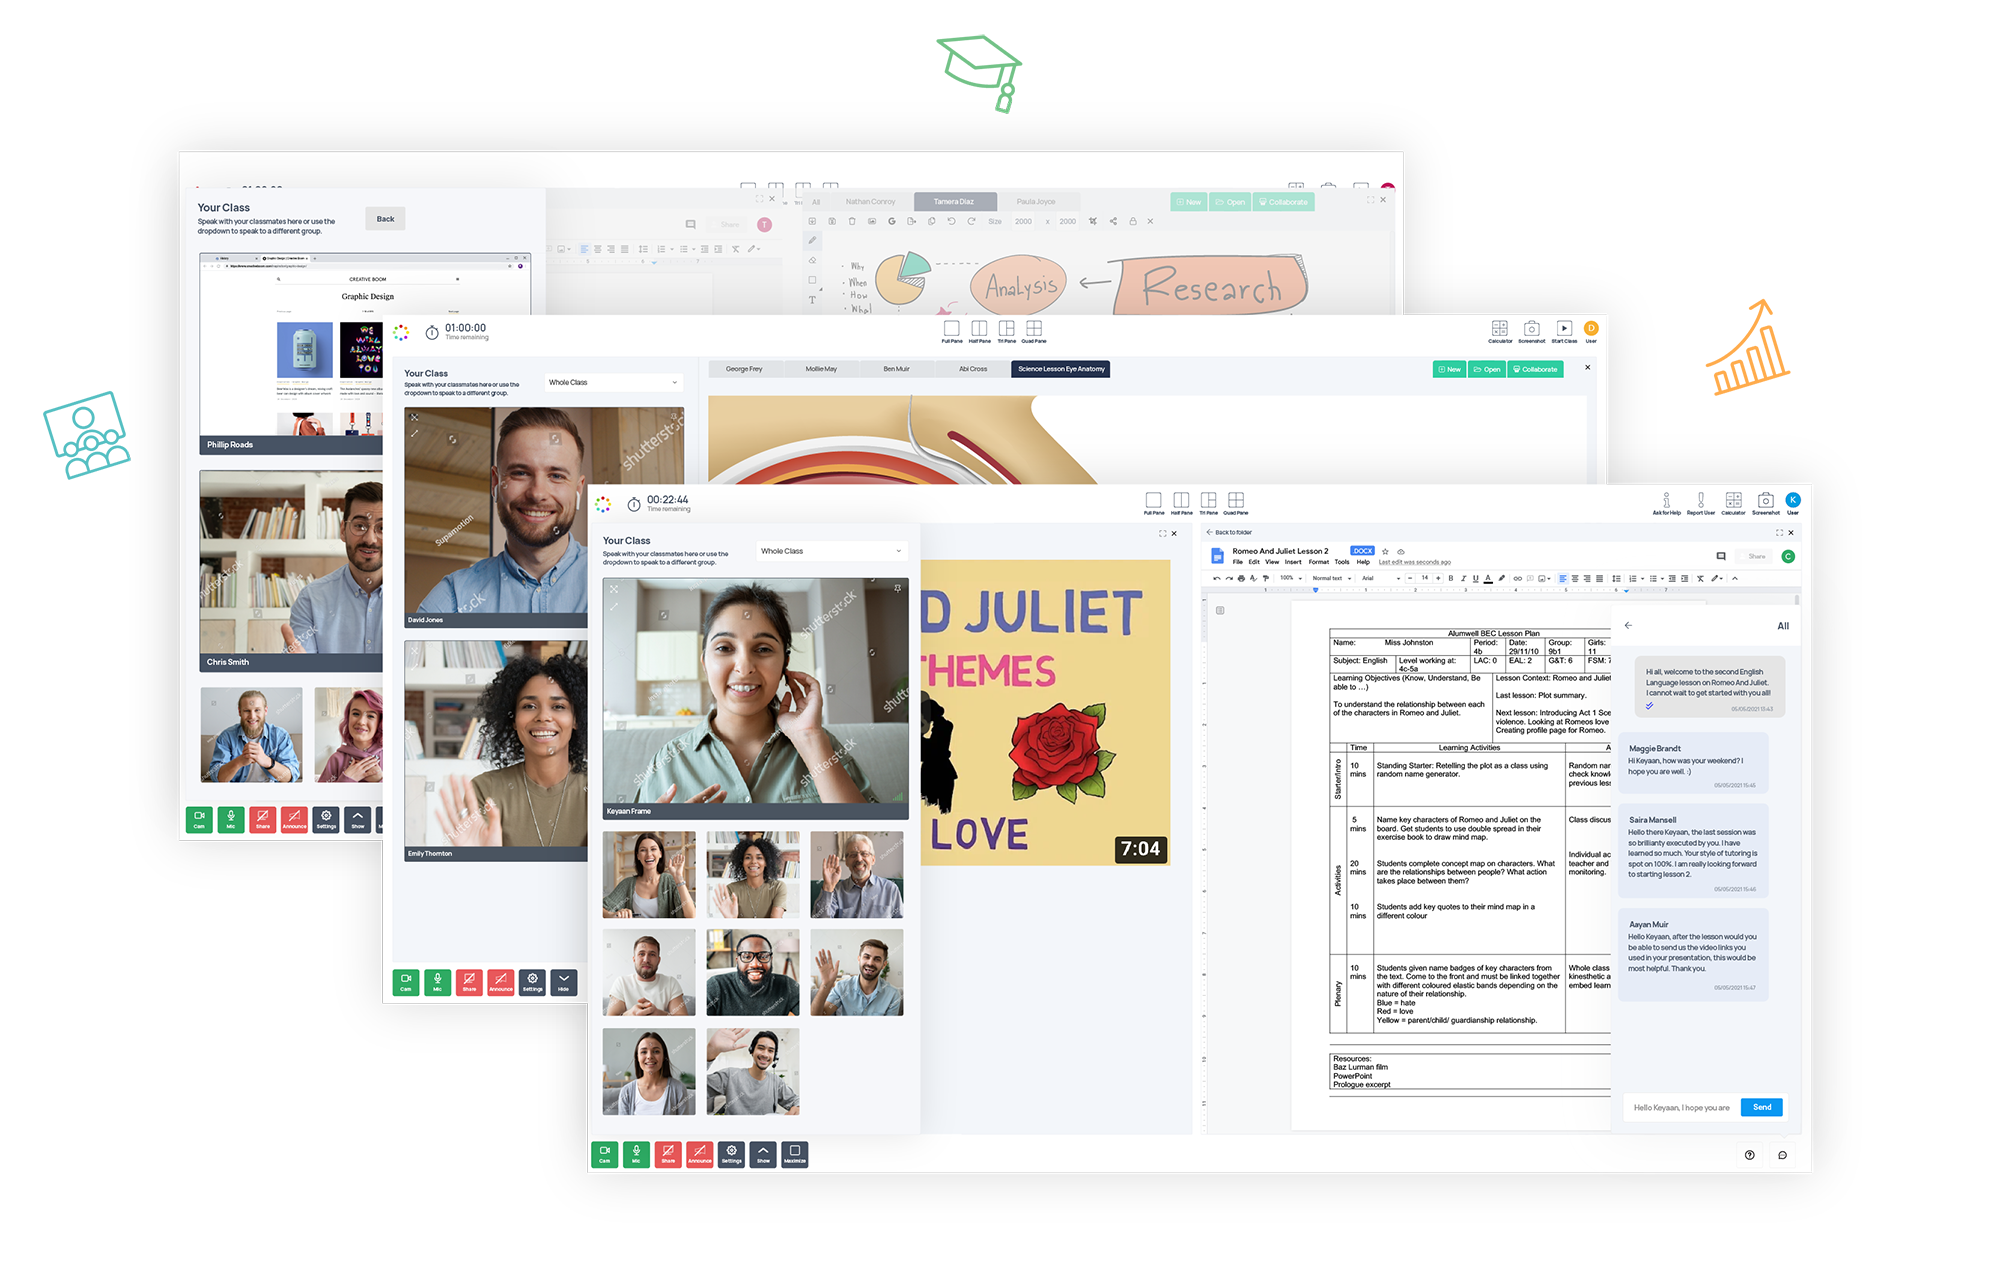 01:00:00
Your Class
Speak with your classmates here or use the
dropdown to speak to a different group.
Back
CREATIVE BOOM
Graphic Design
Phillip Roads
Chris Smith
Cam
Mic
Share
Announce
Settings
Show
Share
T
All
Nathan Conroy
Tamera Diaz
Paula Joyce
New
Open
Collaborate
Size
2000
x
2000
Why
When
How
What
Analysis
Research
01:00:00
Time remaining
Full Pane
Half Pane
Tri Pane
Quad Pane
Calculator
Screenshot
Start Class
D
User
Your Class
Speak with your classmates here or use the
dropdown to speak to a different group.
Whole Class
George Frey
Mollie May
Ben Muir
Abi Cross
Science Lesson Eye Anatomy
New
Open
Collaborate
shutterstock
Supamotion
David Jones
Emily Thornton
Cam
Mic
Share
Announce
Settings
Hide
00:22:44
Time remaining
Full Pane
Half Pane
Tri Pane
Quad Pane
Ask for Help
Report User
Calculator
Screenshot
K
User
Your Class
Speak with your classmates here or use the
dropdown to speak to a different group.
Whole Class
shutterstock
Keyaan Frame
Cam
Mic
Share
Announce
Settings
Show
Maximize
D JULIET
THEMES
LOVE
7:04
Back to folder
Romeo And Juliet Lesson 2
.DOCX
File Edit View Insert Format Tools Help
Last edit was seconds ago
Share
C
100%
Normal text
Arial
14
B I U A
Alumwell BEC Lesson Plan
Name: Miss Johnston
Period: 4b
Date: 29/11/10
Group: 9b1
Girls: 11
Subject: English
Level working at: 4c-5a
LAC: 0
EAL: 2
G&T: 6
FSM: 7
Learning Objectives (Know, Understand, Be
able to ...)
To understand the relationship between each
of the characters in Romeo and Juliet.
Lesson Context: Romeo and Juliet
Last lesson: Plot summary.
Next lesson: Introducing Act 1 Sce
violence. Looking at Romeos love
Creating profile page for Romeo.
Time
Learning Activities
A
Starter/Intro
10 mins
Standing Starter: Retelling the plot as a class using
random name generator.
Random nar
check knowl
previous less
Activities
5 mins
Name key characters of Romeo and Juliet on the
board. Get students to use double spread in their
exercise book to draw mind map.
Class discus
20 mins
Students complete concept map on characters. What
are the relationships between people? What action
takes place between them?
Individual ac
teacher and
monitoring.
10 mins
Students add key quotes to their mind map in a
different colour
Plenary
10 mins
Students given name badges of key characters from
the text. Come to the front and must be linked together
with different coloured elastic bands depending on the
nature of their relationship.
Blue = hate
Red = love
Yellow = parent/child/ guardianship relationship.
Whole class
kinesthetic a
embed learn
Resources:
Baz Lurman film
PowerPoint
Prologue excerpt
All
Hi all, welcome to the second English
Language lesson on Romeo And Juliet.
I cannot wait to get started with you all!
05/05/2021 15:43
Maggie Brandt
Hi Keyaan, how was your weekend? I
hope you are well. :)
05/05/2021 15:45
Saira Mansell
Hello there Keyaan, the last session was
so brilliantly executed by you. I have
learned so much. Your style of tutoring is
spot on 100%. I am really looking forward
to starting lesson 2.
05/05/2021 15:46
Aayan Muir
Hello Keyaan, after the lesson would you
be able to send us the video links you
used in your presentation, this would be
most helpful. Thank you.
05/05/2021 15:47
Hello Keyaan, I hope you are
Send